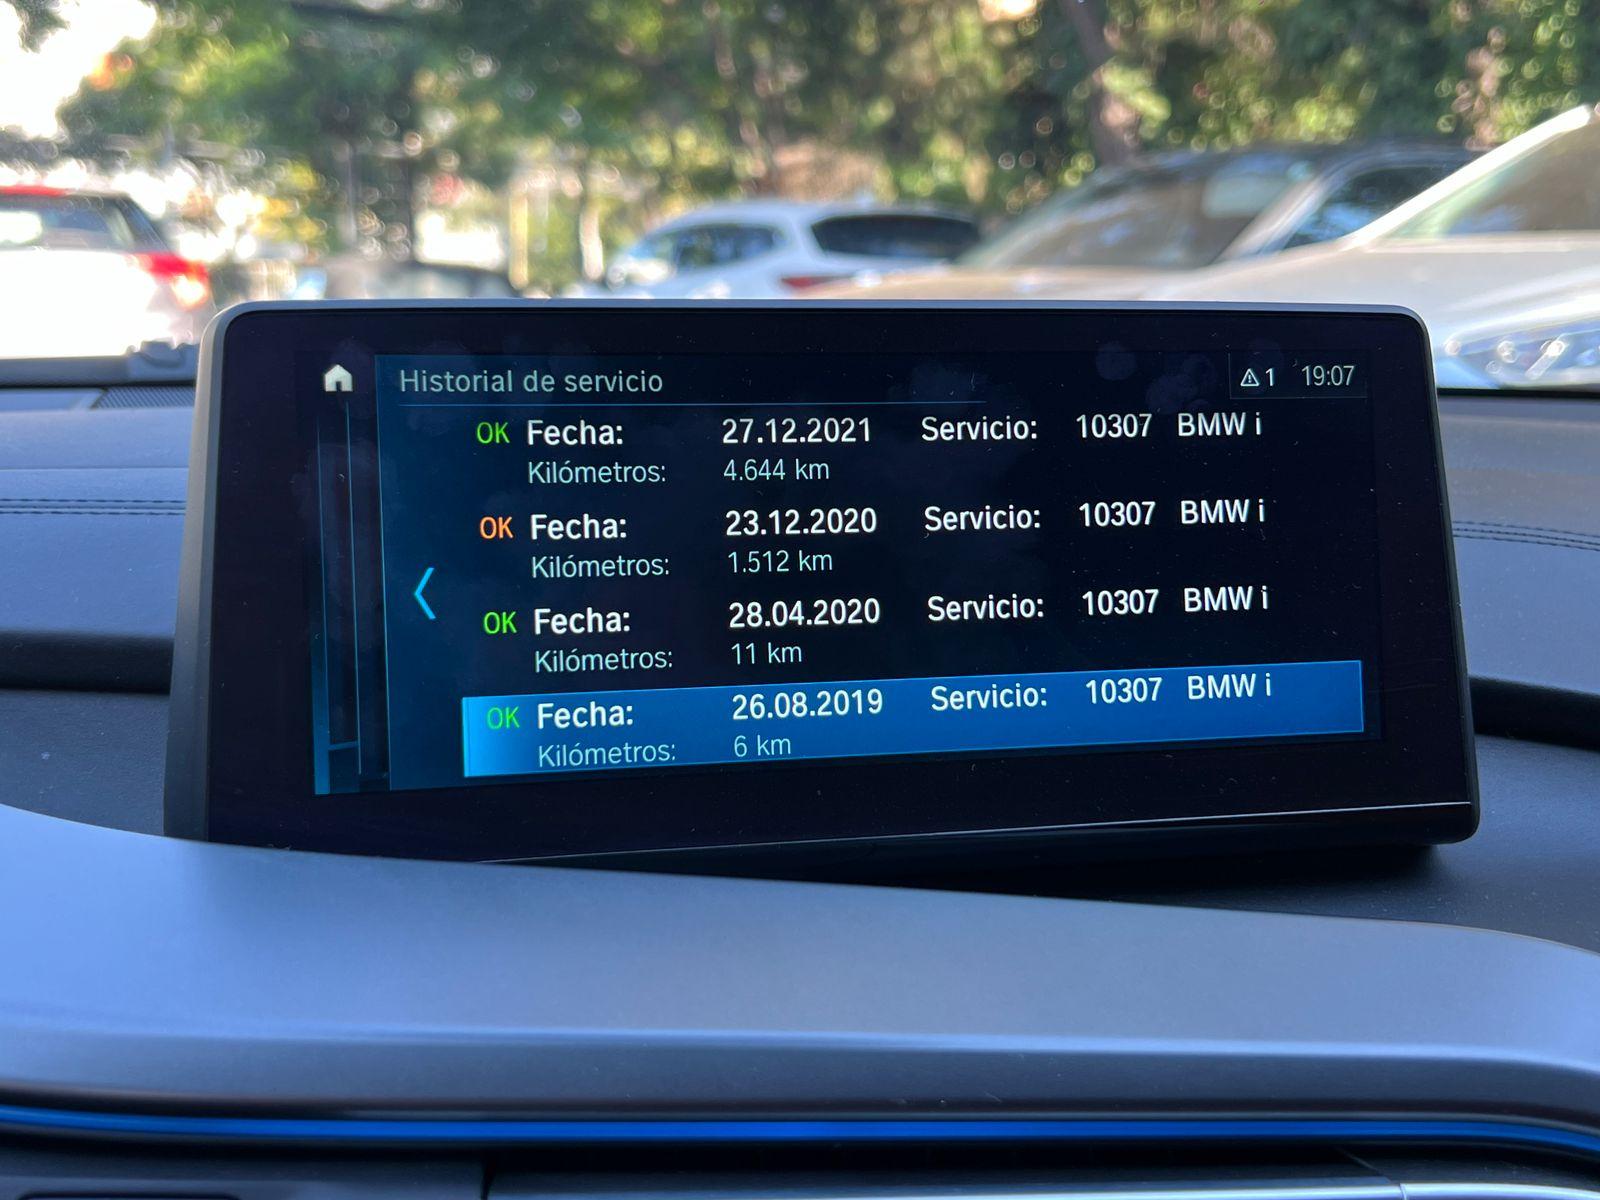 Historial de servicio 1 19:07
OK Fecha: 27.12.2021 Servicio: 10307 BMW i
Kilómetros: 4.644 km
OK Fecha: 23.12.2020 Servicio: 10307 BMW i
Kilómetros: 1.512 km
OK Fecha: 28.04.2020 Servicio: 10307 BMW i
Kilómetros: 11 km
OK Fecha: 26.08.2019 Servicio: 10307 BMW i
Kilómetros: 6 km